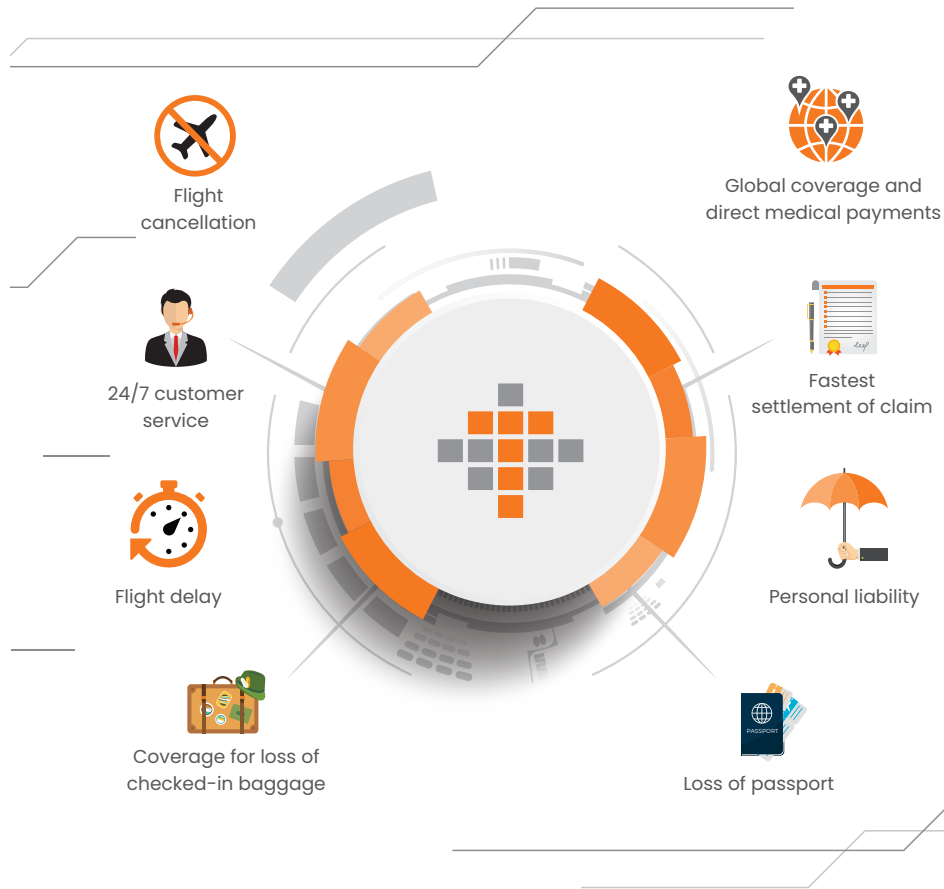 Flight
cancellation
Global coverage and
direct medical payments
24/7 customer
service
Fastest
settlement of claim
Flight delay
Personal liability
PASSPORT
Coverage for loss of
checked-in baggage
Loss of passport